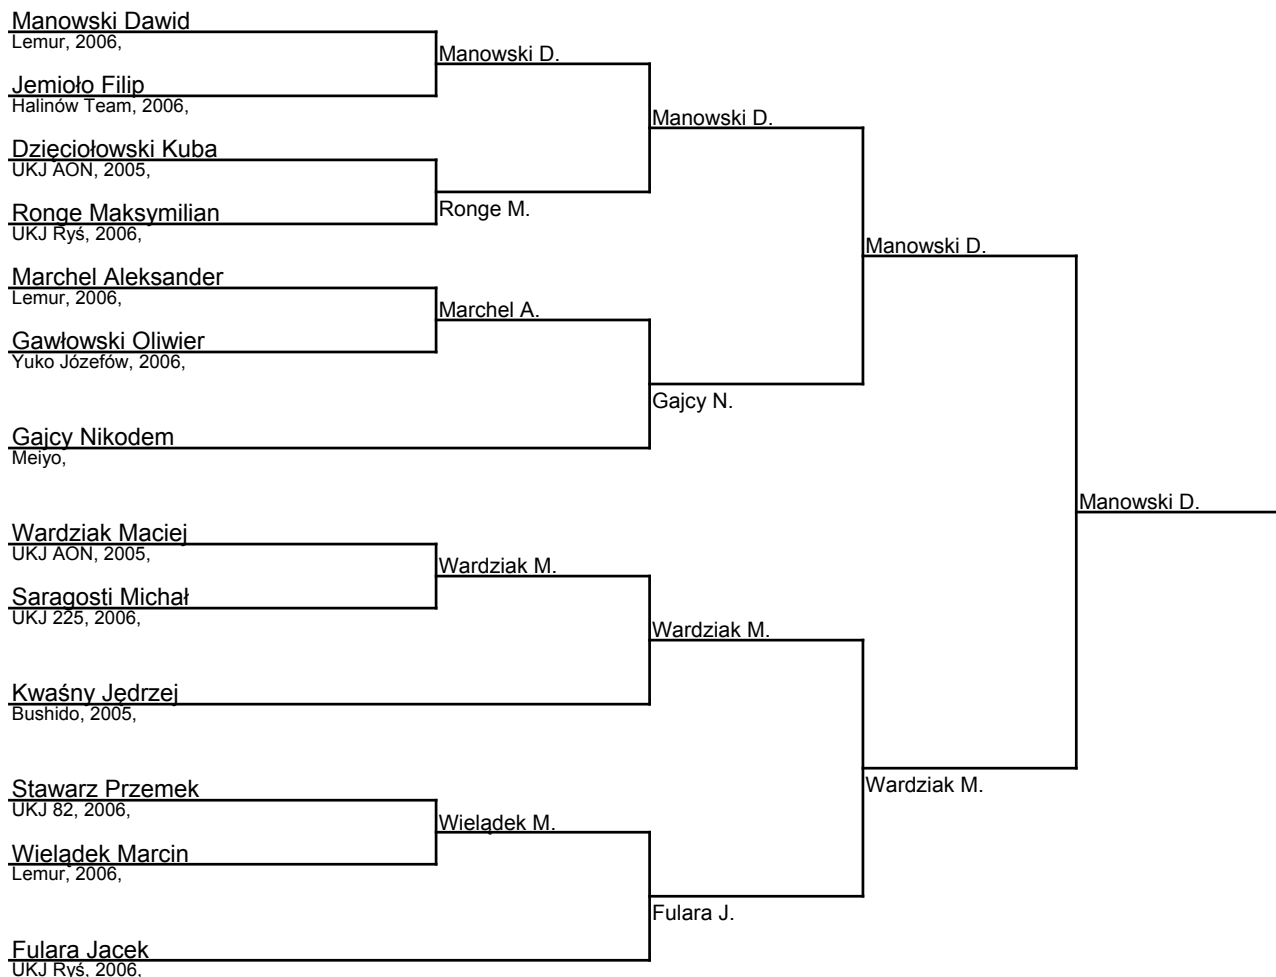 Manowski Dawid
Lemur, 2006,
Manowski D.
Jemioło Filip
Halinów Team, 2006,
Manowski D.
Dzięciołowski Kuba
UKJ AON, 2005,
Ronge Maksymilian
Ronge M.
UKJ Ryś, 2006,
Manowski D.
Marchel Aleksander
Lemur, 2006,
Marchel A.
Gawłowski Oliwier
Yuko Józefów, 2006,
Gajcy N.
Gajcy Nikodem
Meiyo,
Manowski D.
Wardziak Maciej
UKJ AON, 2005,
Wardziak M.
Saragosti Michał
UKJ 225, 2006,
Wardziak M.
Kwaśny Jędrzej
Bushido, 2005,
Wardziak M.
Stawarz Przemek
UKJ 82, 2006,
Wielądek M.
Wielądek Marcin
Lemur, 2006,
Fulara J.
Fulara Jacek
UKJ Ryś, 2006,